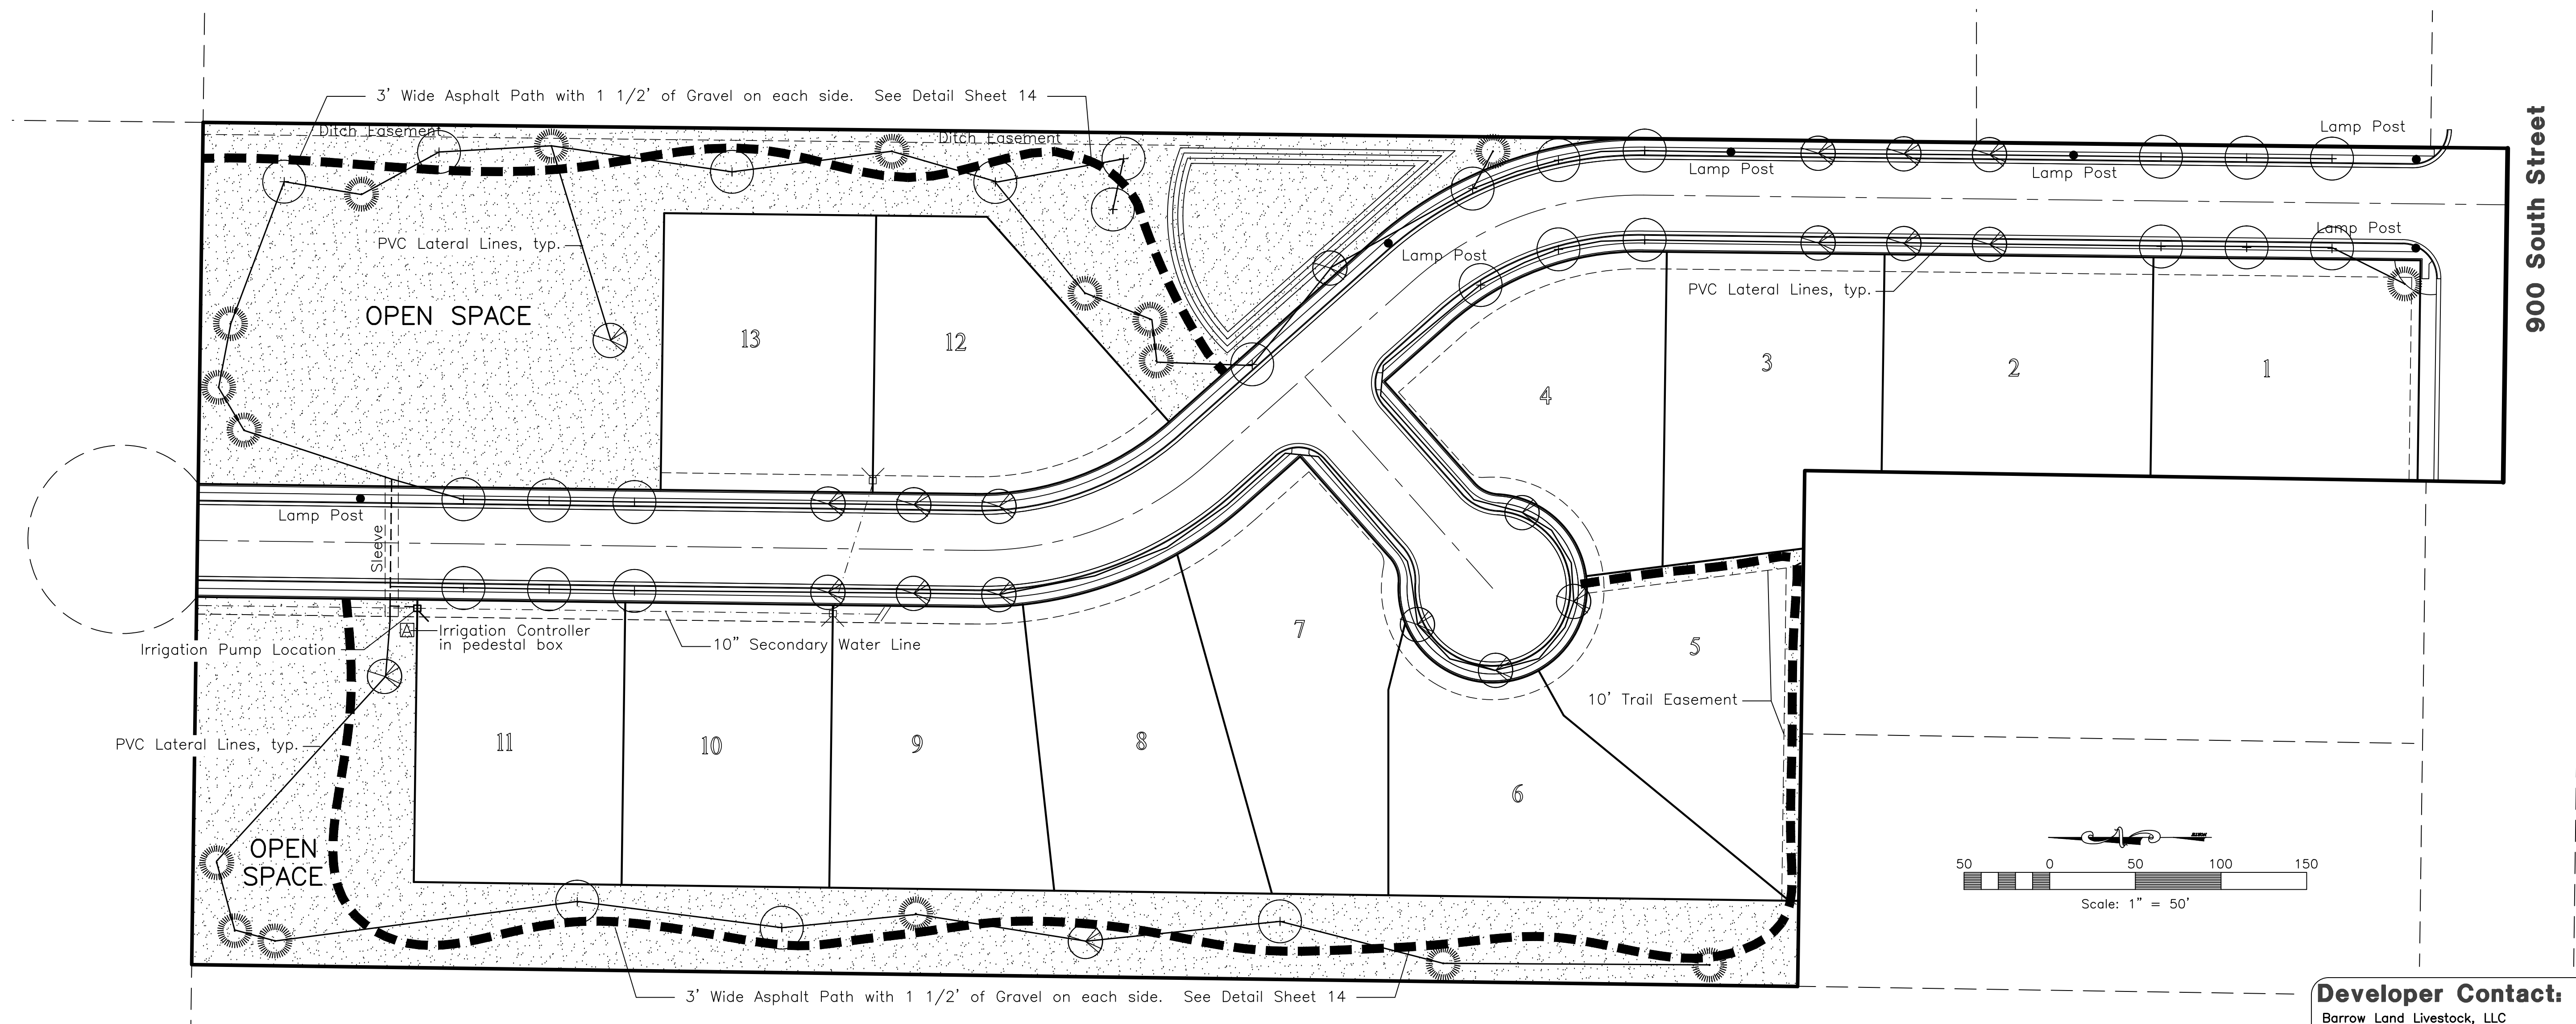 3' Wide Asphalt Path with 1 1/2' of Gravel on each side. See Detail Sheet 14
Ditch Easement
Ditch Easement
Lamp Post
Lamp Post
Lamp Post
900 South Street
PVC Lateral Lines, typ.
Lamp Post
Lamp Post
PVC Lateral Lines, typ.
OPEN SPACE
13
12
4
3
2
1
Lamp Post
Sleeve
Irrigation Controller
in pedestal box
Irrigation Pump Location
10" Secondary Water Line
7
5
10' Trail Easement
PVC Lateral Lines, typ.
11
10
9
8
6
OPEN
SPACE
50 0 50 100 150
Scale: 1" = 50'
3' Wide Asphalt Path with 1 1/2' of Gravel on each side. See Detail Sheet 14
Developer Contact:
Barrow Land Livestock, LLC